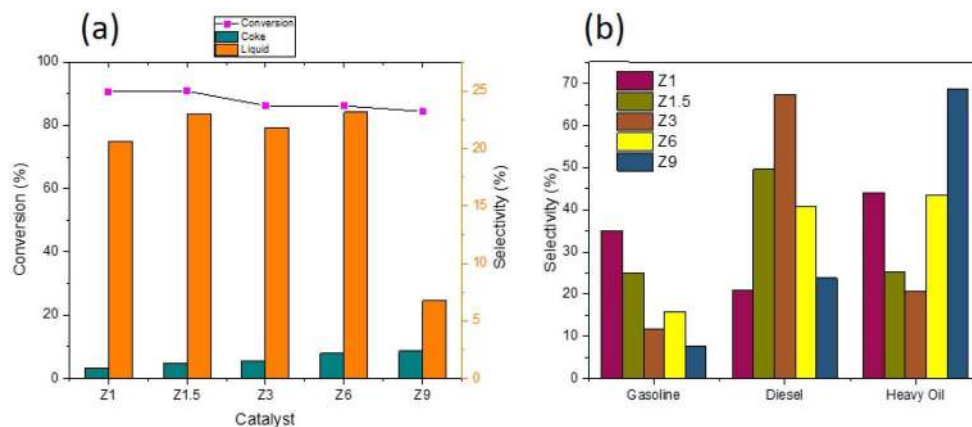 (a)
Conversion
Coke
Liquid
100
80
60
40
20
0
Conversion (%)
25
20
15
10
5
0
Selectivity (%)
Z1
Z1.5
Z3
Z6
Z9
Catalyst
(b)
Z1
Z1.5
Z3
Z6
Z9
70
60
50
40
30
20
10
0
Selectivity (%)
Gasoline
Diesel
Heavy Oil